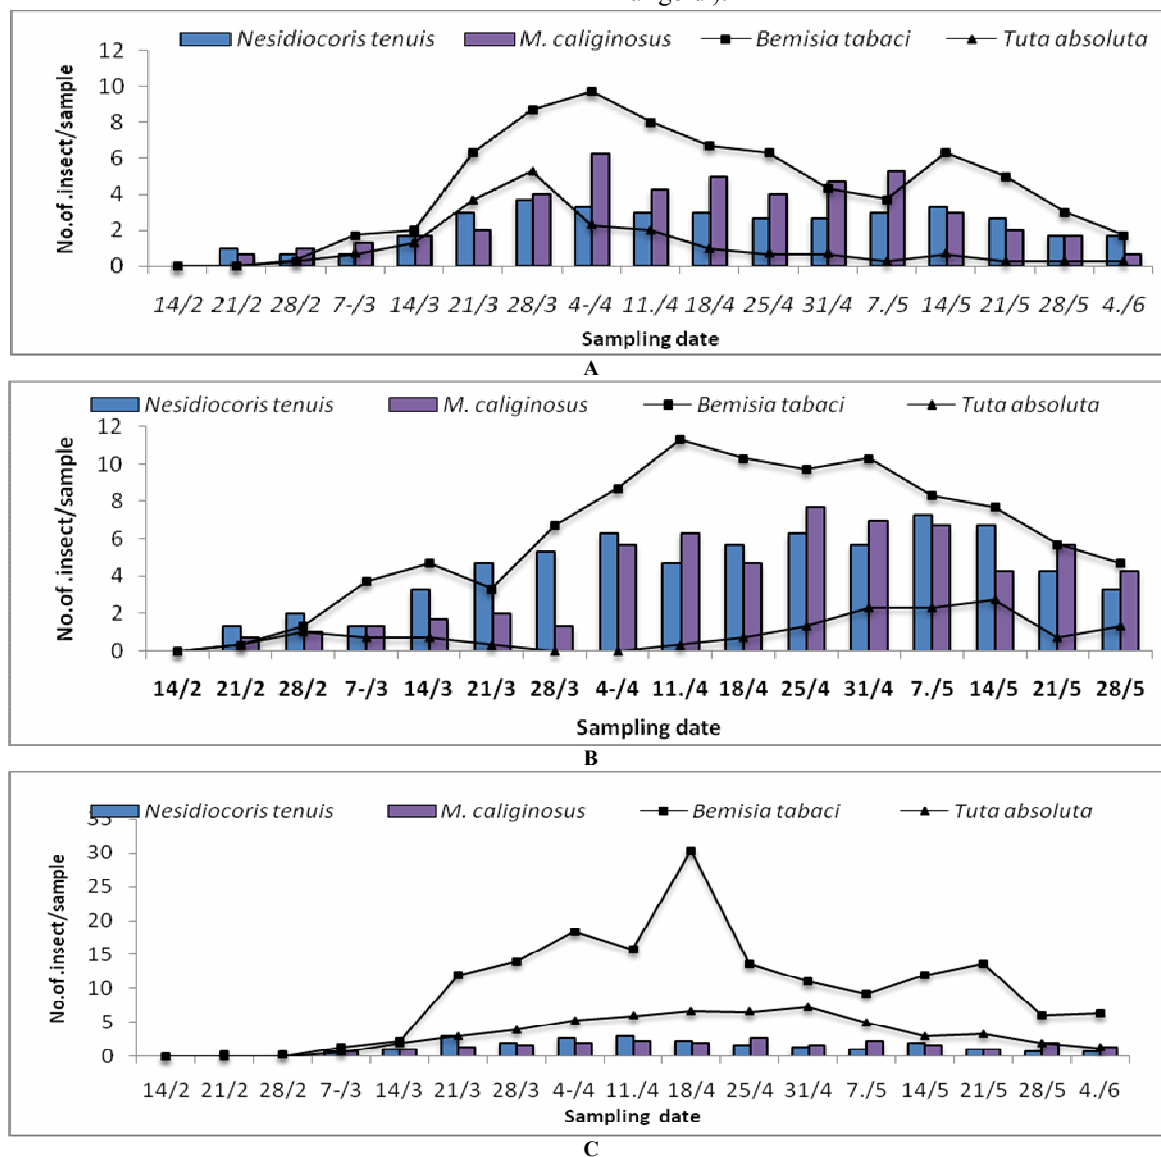 Nesidiocoris tenuis M. caliginosus Bemisia tabaci Tuta absoluta
No.of .insect/sample
12
10
8
6
4
2
0
14/2 21/2 28/2 7-/3 14/3 21/3 28/3 4-/4 11./4 18/4 25/4 31/4 7./5 14/5 21/5 28/5 4./6
Sampling date
A
Nesidiocoris tenuis M. caliginosus Bemisia tabaci Tuta absoluta
No.of .insect/sample
12
10
8
6
4
2
0
14/2 21/2 28/2 7-/3 14/3 21/3 28/3 4-/4 11./4 18/4 25/4 31/4 7./5 14/5 21/5 28/5
Sampling date
B
Nesidiocoris tenuis M. caliginosus Bemisia tabaci Tuta absoluta
No.of .insect/sample
35
30
25
20
15
10
5
0
14/2 21/2 28/2 7-/3 14/3 21/3 28/3 4-/4 11./4 18/4 25/4 31/4 7./5 14/5 21/5 28/5 4./6
Sampling date
C